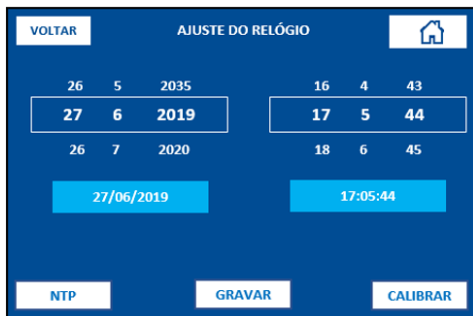 VOLTAR AJUSTE DO RELÓGIO
26 5 2035 16 4 43
27 6 2019 17 5 44
26 7 2020 18 6 45
27/06/2019 17:05:44
NTP GRAVAR CALIBRAR